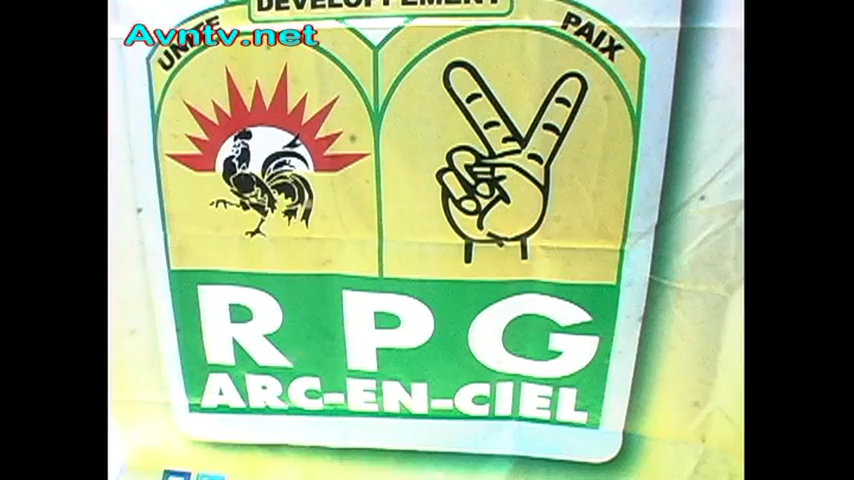 Avntv.net
DEVELOPPEMENT
UNITE
PAIX
RPG
ARC-EN-CIEL